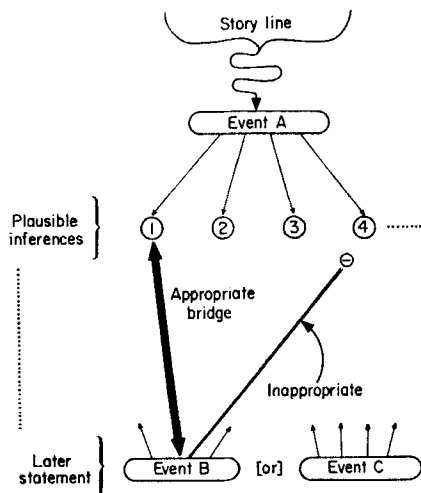 Story line
Event A
Plausible
inferences
1 2 3 4
Appropriate
bridge
Inappropriate
Later
statement
Event B [or] Event C